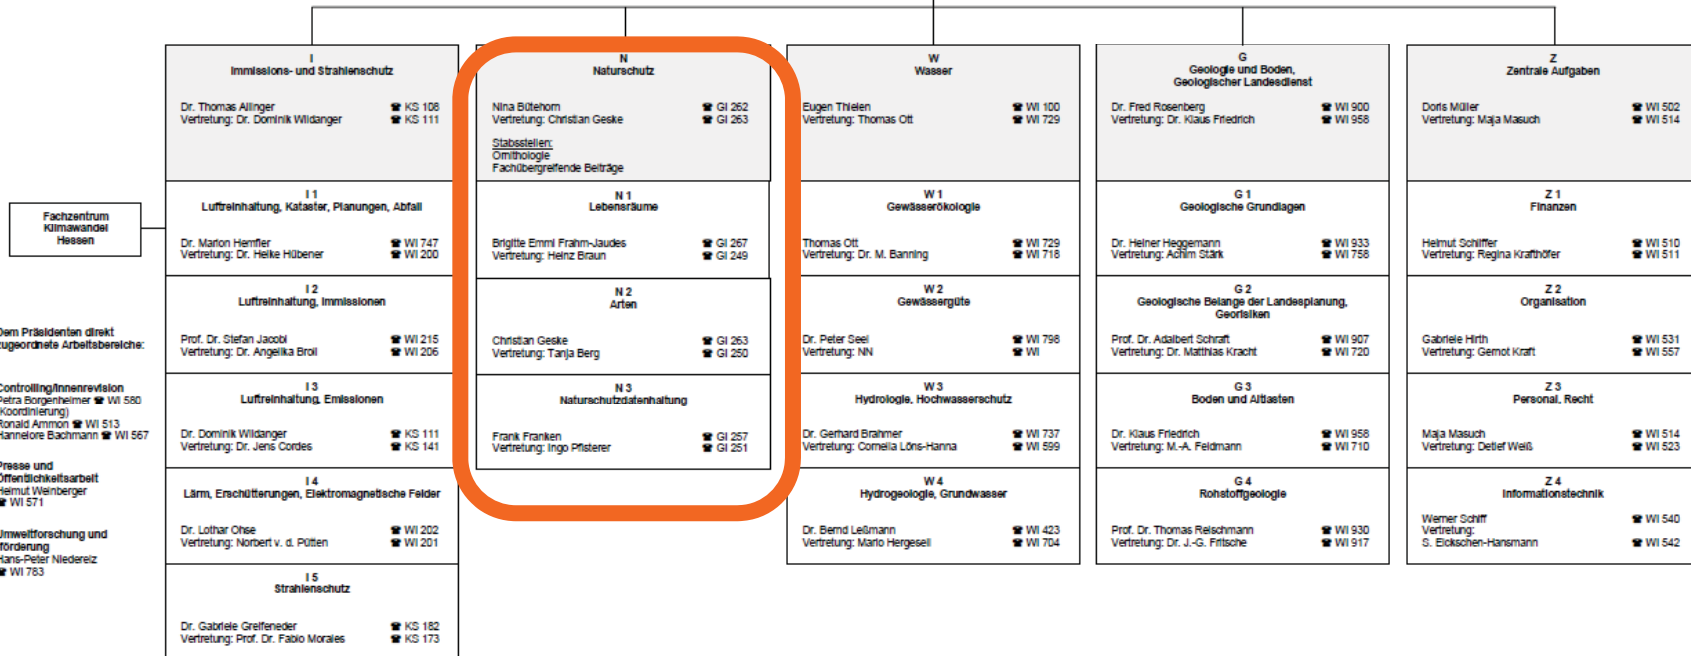 Fachzentrum
Klimawandel
Hessen
Dem Präsidenten direkt
zugeordnete Arbeitsbereiche:
Controlling/Innenrevision
Petra Borgenheimer ☎ WI 580
(Koordinierung)
Ronald Ammon ☎ WI 513
Hannelore Bachmann ☎ WI 567
Presse und
Öffentlichkeitsarbeit
Helmut Weinberger
☎ WI 571
Umweltforschung und
-förderung
Hans-Peter Niedereiz
☎ WI 783
I
Immissions- und Strahlenschutz
Dr. Thomas Allinger ☎ KS 108
Vertretung: Dr. Dominik Wildanger ☎ KS 111
I 1
Luftreinhaltung, Kataster, Planungen, Abfall
Dr. Marion Hemfler ☎ WI 747
Vertretung: Dr. Heike Hübener ☎ WI 200
I 2
Luftreinhaltung, Immissionen
Prof. Dr. Stefan Jacobi ☎ WI 215
Vertretung: Dr. Angelika Broll ☎ WI 206
I 3
Luftreinhaltung, Emissionen
Dr. Dominik Wildanger ☎ KS 111
Vertretung: Dr. Jens Cordes ☎ KS 141
I 4
Lärm, Erschütterungen, Elektromagnetische Felder
Dr. Lothar Ohse ☎ WI 202
Vertretung: Norbert v. d. Pütten ☎ WI 201
I 5
Strahlenschutz
Dr. Gabriele Greifeneder ☎ KS 182
Vertretung: Prof. Dr. Fabio Morales ☎ KS 173
N
Naturschutz
Nina Bütehorn ☎ GI 262
Vertretung: Christian Geske ☎ GI 263
Stabsstellen:
Ornithologie
Fachübergreifende Beiträge
N 1
Lebensräume
Brigitte Emmi Frahm-Jaudes ☎ GI 267
Vertretung: Heinz Braun ☎ GI 249
N 2
Arten
Christian Geske ☎ GI 263
Vertretung: Tanja Berg ☎ GI 250
N 3
Naturschutzdatenhaltung
Frank Franken ☎ GI 257
Vertretung: Ingo Pfisterer ☎ GI 251
W
Wasser
Eugen Thielen ☎ WI 100
Vertretung: Thomas Ott ☎ WI 729
W 1
Gewässerökologie
Thomas Ott ☎ WI 729
Vertretung: Dr. M. Banning ☎ WI 718
W 2
Gewässergüte
Dr. Peter Seel ☎ WI 798
Vertretung: NN ☎ WI
W 3
Hydrologie, Hochwasserschutz
Dr. Gerhard Brahmer ☎ WI 737
Vertretung: Cornelia Löns-Hanna ☎ WI 599
W 4
Hydrogeologie, Grundwasser
Dr. Bernd Leßmann ☎ WI 423
Vertretung: Mario Hergesell ☎ WI 704
G
Geologie und Boden,
Geologischer Landesdienst
Dr. Fred Rosenberg ☎ WI 900
Vertretung: Dr. Klaus Friedrich ☎ WI 958
G 1
Geologische Grundlagen
Dr. Heiner Heggemann ☎ WI 933
Vertretung: Achim Stärk ☎ WI 758
G 2
Geologische Belange der Landesplanung,
Georisiken
Prof. Dr. Adalbert Schraft ☎ WI 907
Vertretung: Dr. Matthias Kracht ☎ WI 720
G 3
Boden und Altlasten
Dr. Klaus Friedrich ☎ WI 958
Vertretung: M.-A. Feldmann ☎ WI 710
G 4
Rohstoffgeologie
Prof. Dr. Thomas Reischmann ☎ WI 930
Vertretung: Dr. J.-G. Fritsche ☎ WI 917
Z
Zentrale Aufgaben
Doris Müller ☎ WI 502
Vertretung: Maja Masuch ☎ WI 514
Z 1
Finanzen
Helmut Schiffer ☎ WI 510
Vertretung: Regina Krafthöfer ☎ WI 511
Z 2
Organisation
Gabriele Hirth ☎ WI 531
Vertretung: Gernot Kraft ☎ WI 557
Z 3
Personal, Recht
Maja Masuch ☎ WI 514
Vertretung: Detlef Weiß ☎ WI 523
Z 4
Informationstechnik
Werner Schiff ☎ WI 540
Vertretung:
S. Eickschen-Hansmann ☎ WI 542